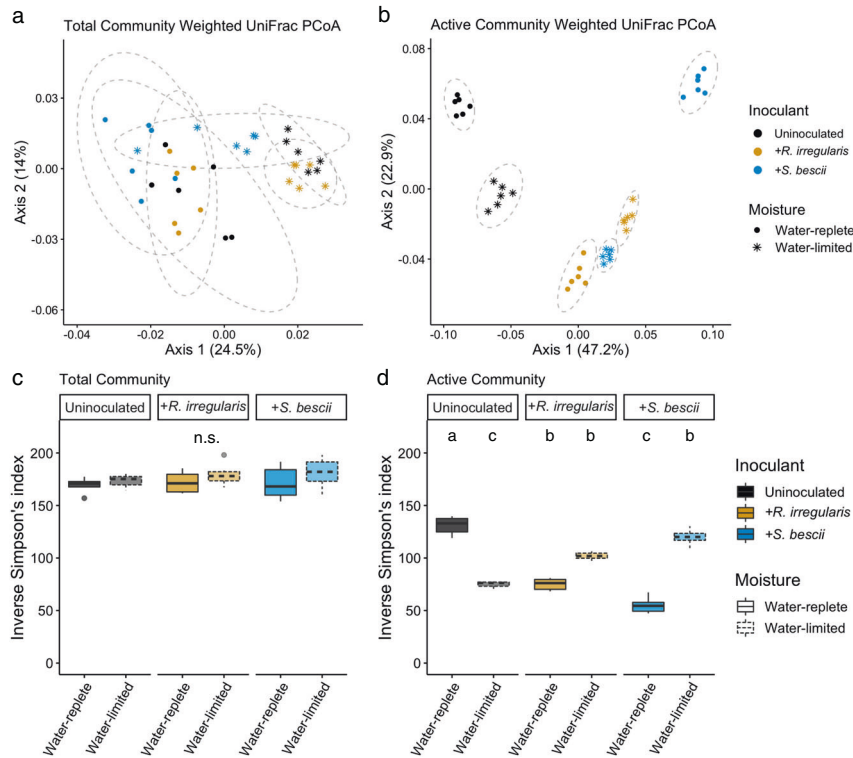 a
Total Community Weighted UniFrac PCoA
0.03
0.00
-0.03
-0.06
Axis 2 (14%)
-0.04
-0.02
0.00
0.02
Axis 1 (24.5%)
b
Active Community Weighted UniFrac PCoA
0.08
0.04
0.00
-0.04
Axis 2 (22.9%)
-0.10
-0.05
0.00
0.05
0.10
Axis 1 (47.2%)
Inoculant
Uninoculated
+R. irregularis
+S. bescii
Moisture
Water-replete
Water-limited
c
Total Community
Uninoculated
+R. irregularis
+S. bescii
n.s.
200
150
100
50
0
Inverse Simpson's index
Water-replete
Water-limited
Water-replete
Water-limited
Water-replete
Water-limited
d
Active Community
Uninoculated
+R. irregularis
+S. bescii
a
c
b
b
c
b
200
150
100
50
0
Inverse Simpson's index
Water-replete
Water-limited
Water-replete
Water-limited
Water-replete
Water-limited
Inoculant
Uninoculated
+R. irregularis
+S. bescii
Moisture
Water-replete
Water-limited